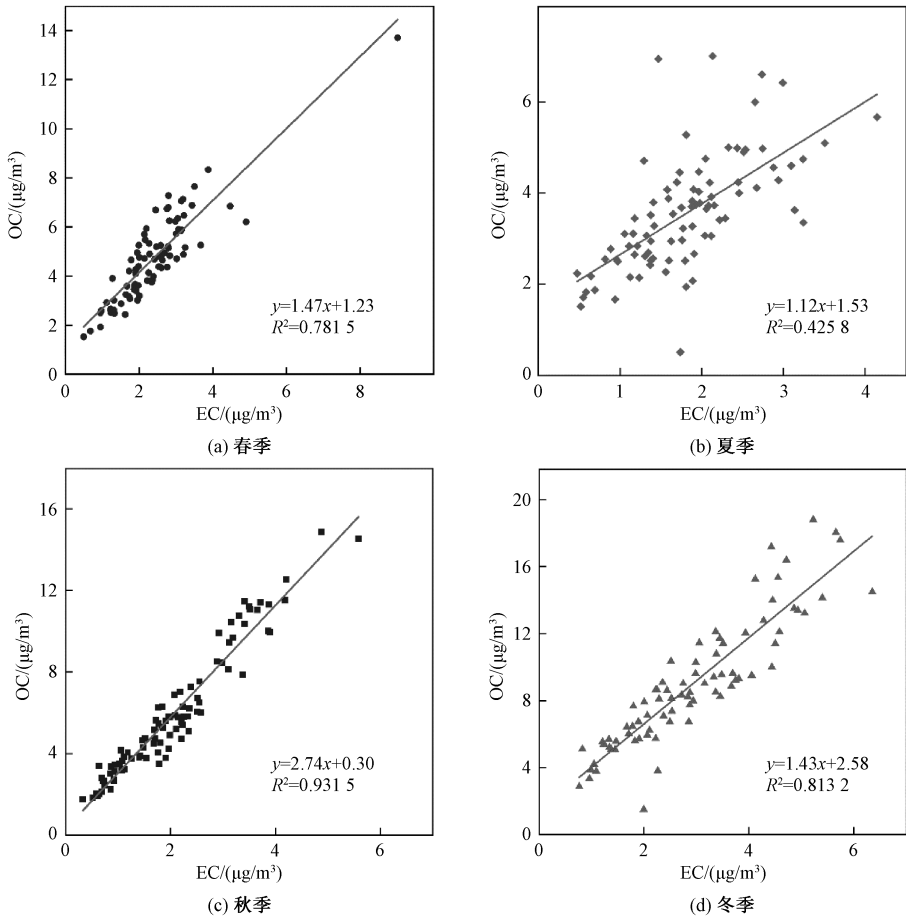 14
12
10
8
6
4
2
0
OC/(μg/m³)
0 2 4 6 8
EC/(μg/m³)
y=1.47x+1.23
R²=0.781 5
(a) 春季
6
4
2
0
OC/(μg/m³)
0 1 2 3 4
EC/(μg/m³)
y=1.12x+1.53
R²=0.425 8
(b) 夏季
16
12
8
4
0
OC/(μg/m³)
0 2 4 6
EC/(μg/m³)
y=2.74x+0.30
R²=0.931 5
(c) 秋季
20
16
12
8
4
0
OC/(μg/m³)
0 2 4 6
EC/(μg/m³)
y=1.43x+2.58
R²=0.813 2
(d) 冬季